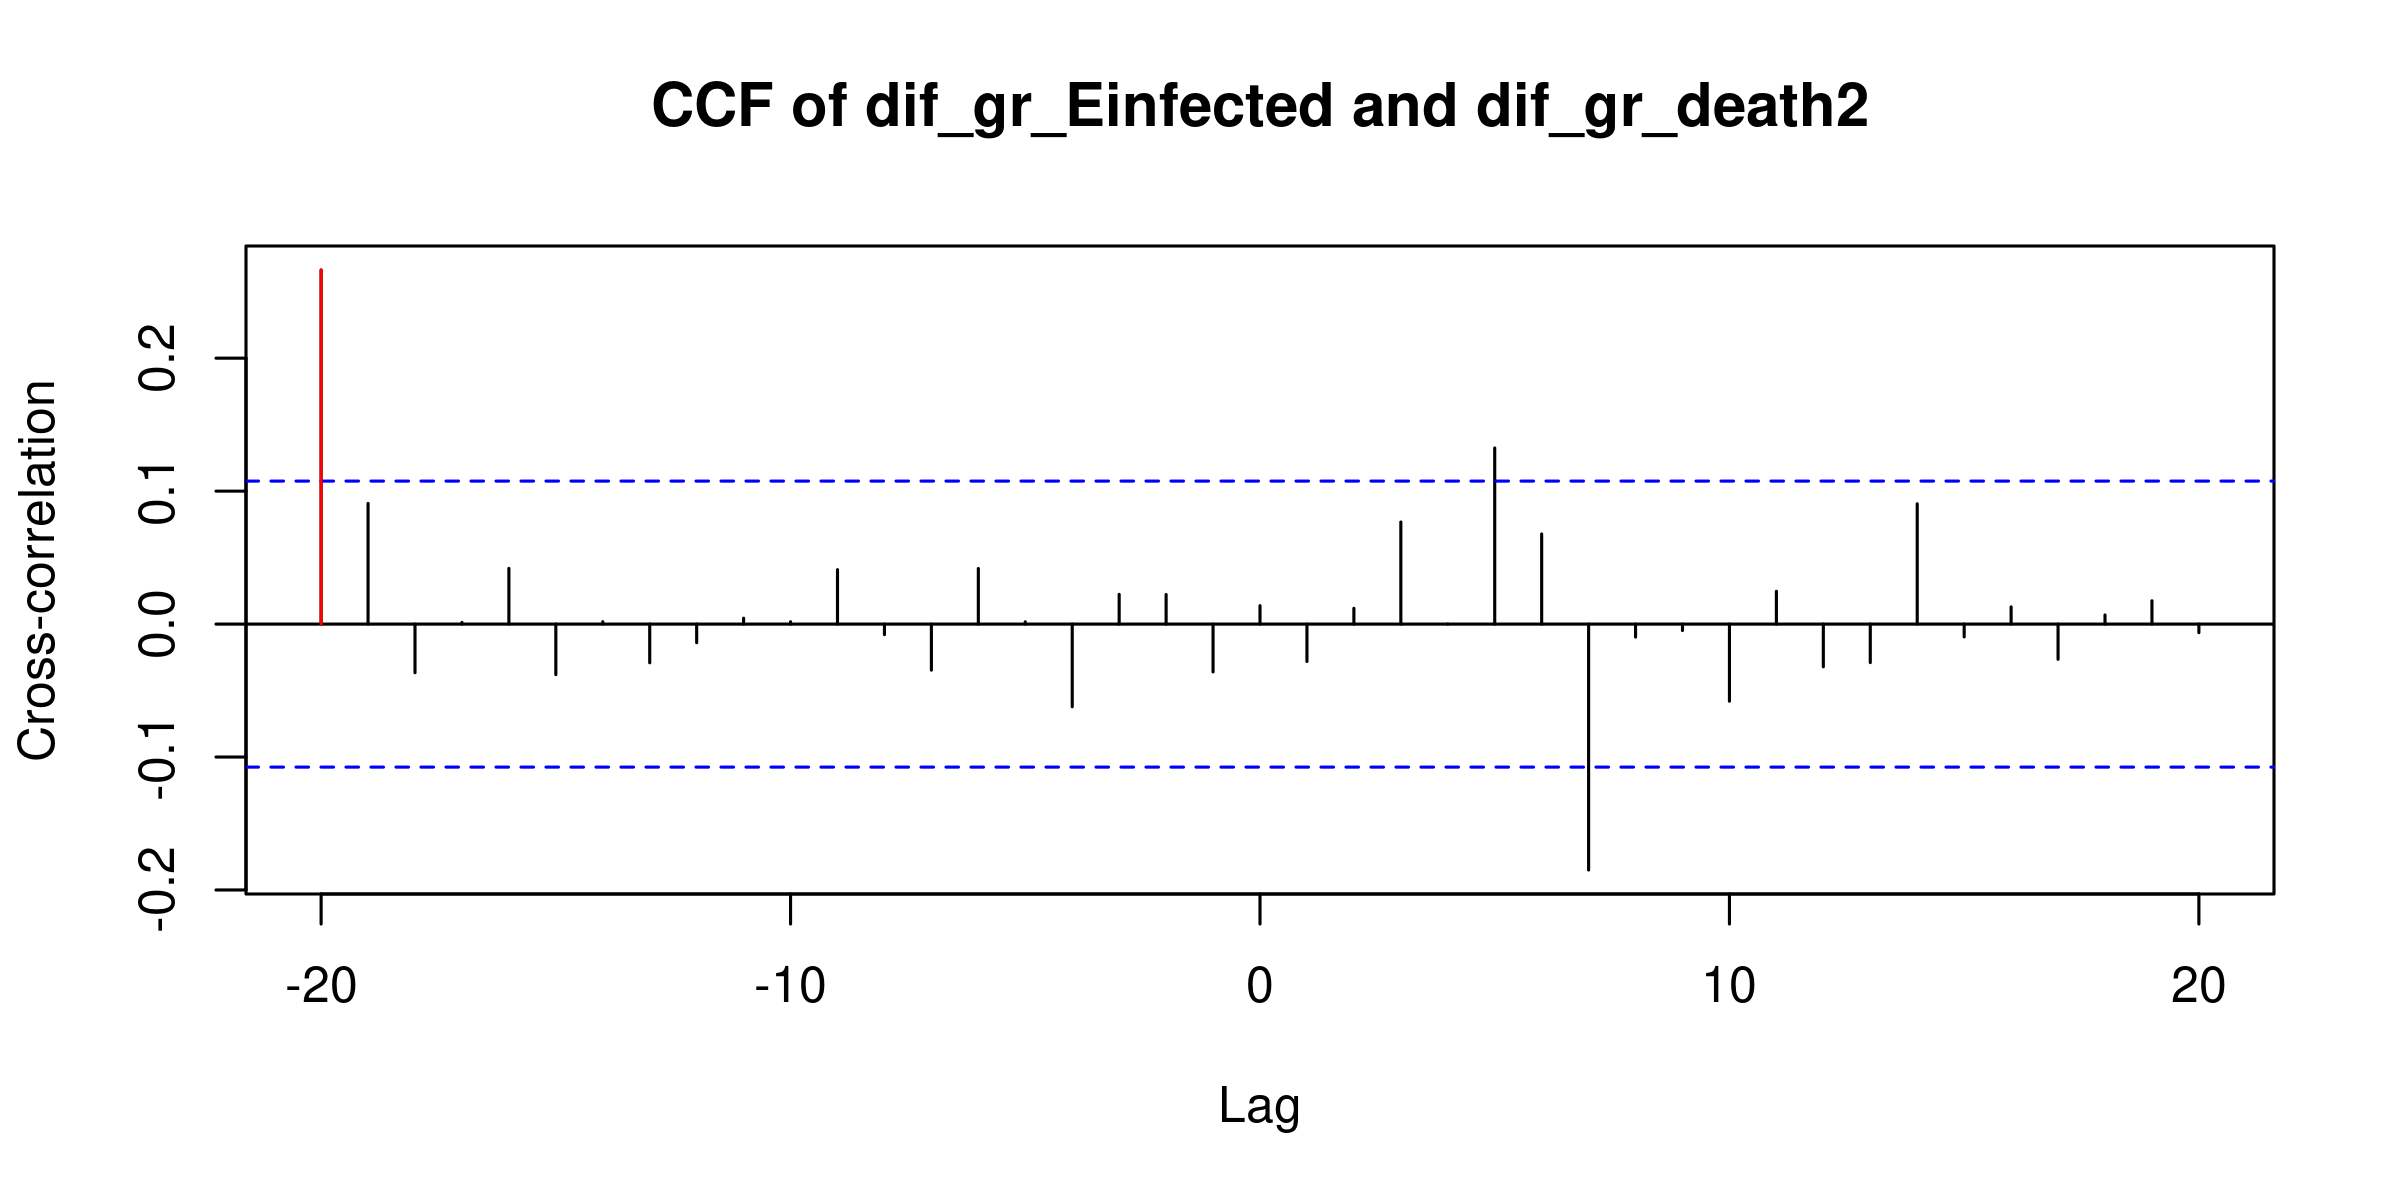 CCF of dif_gr_Einfected and dif_gr_death2
Cross-correlation
0.2
0.1
0.0
-0.1
-0.2
-20 -10 0 10 20
Lag